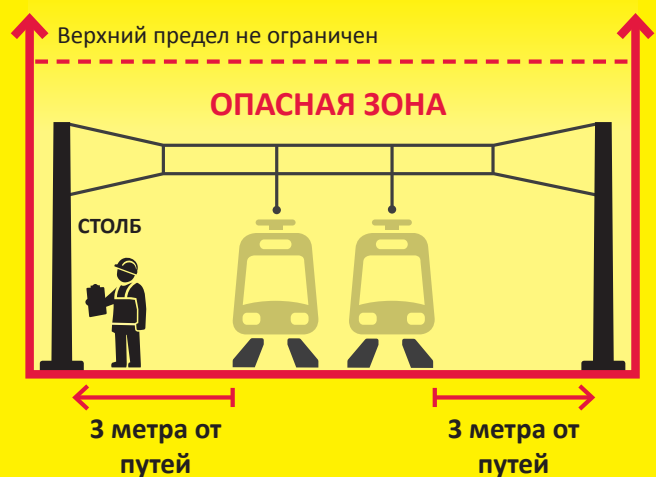 Верхний предел не ограничен
ОПАСНАЯ ЗОНА
СТОЛБ
3 метра от
путей
3 метра от
путей